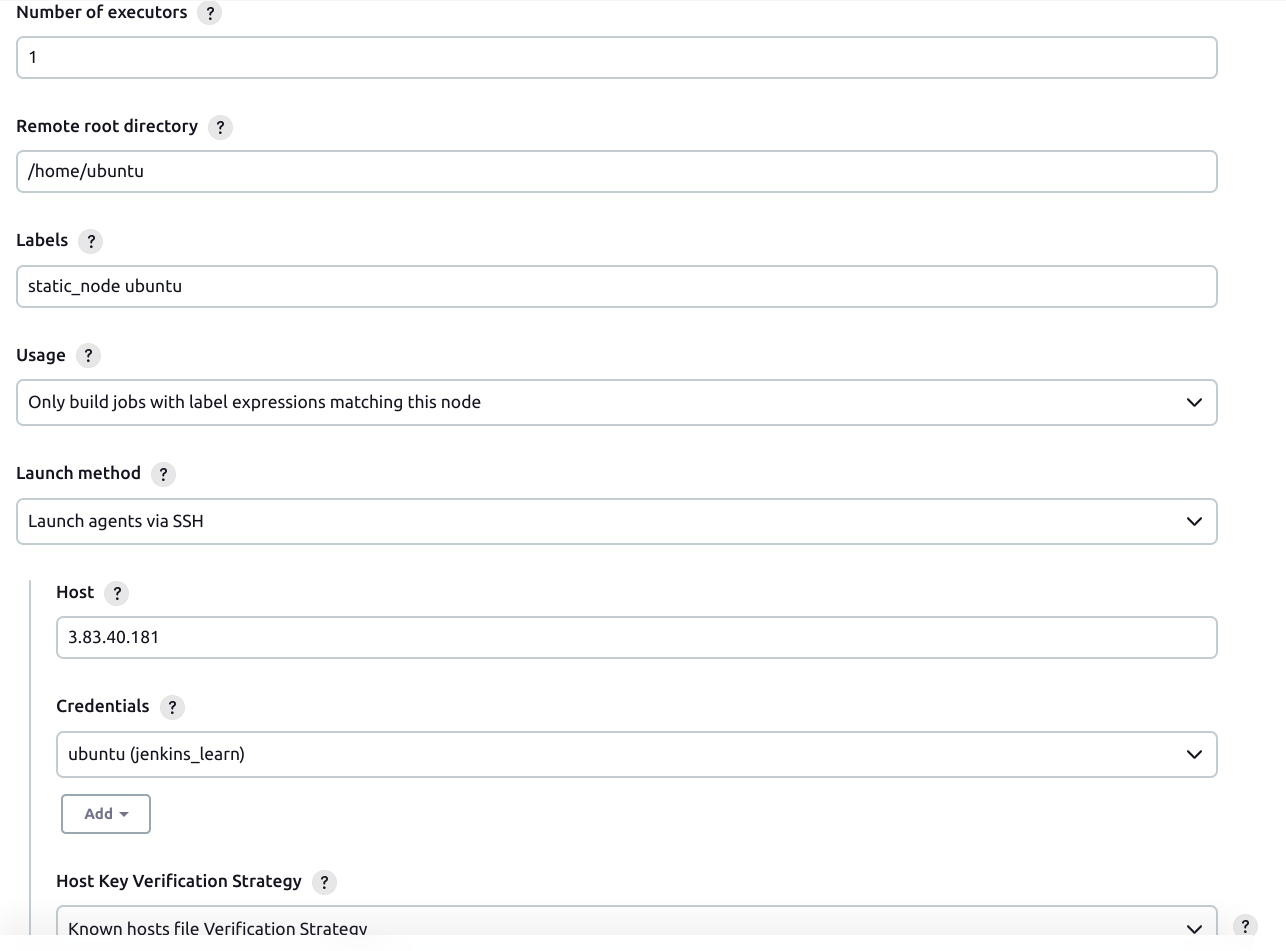 Number of executors ?
1
Remote root directory ?
/home/ubuntu
Labels ?
static_node ubuntu
Usage ?
Only build jobs with label expressions matching this node
Launch method ?
Launch agents via SSH
Host ?
3.83.40.181
Credentials ?
ubuntu (jenkins_learn)
Add
Host Key Verification Strategy ?
Known hosts file Verification Strategy ?